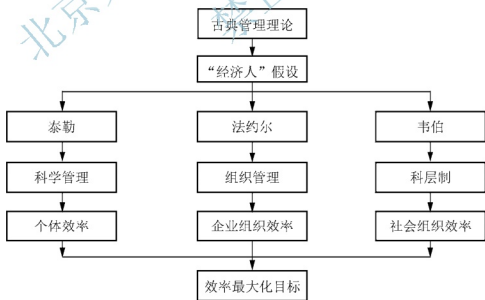 古典管理理论
“经济人”假设
泰勒
法约尔
韦伯
科学管理
组织管理
科层制
个体效率
企业组织效率
社会组织效率
效率最大化目标
北京